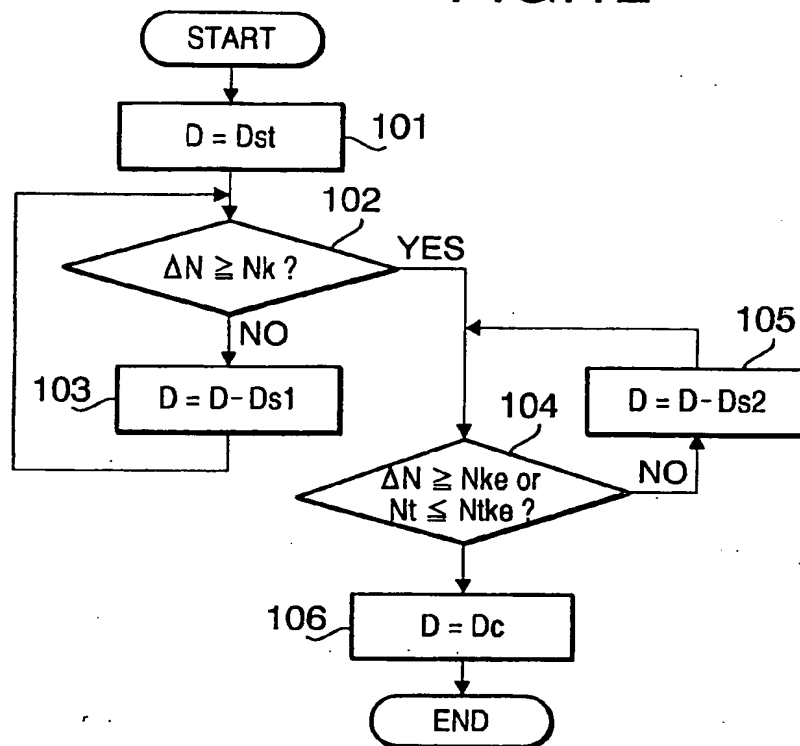 START
D = Dst
101
102
ΔN ≧ Nk ?
YES
NO
103
D = D - Ds1
105
D = D - Ds2
104
ΔN ≧ Nke or
Nt ≦ Ntke ?
NO
106
D = Dc
END